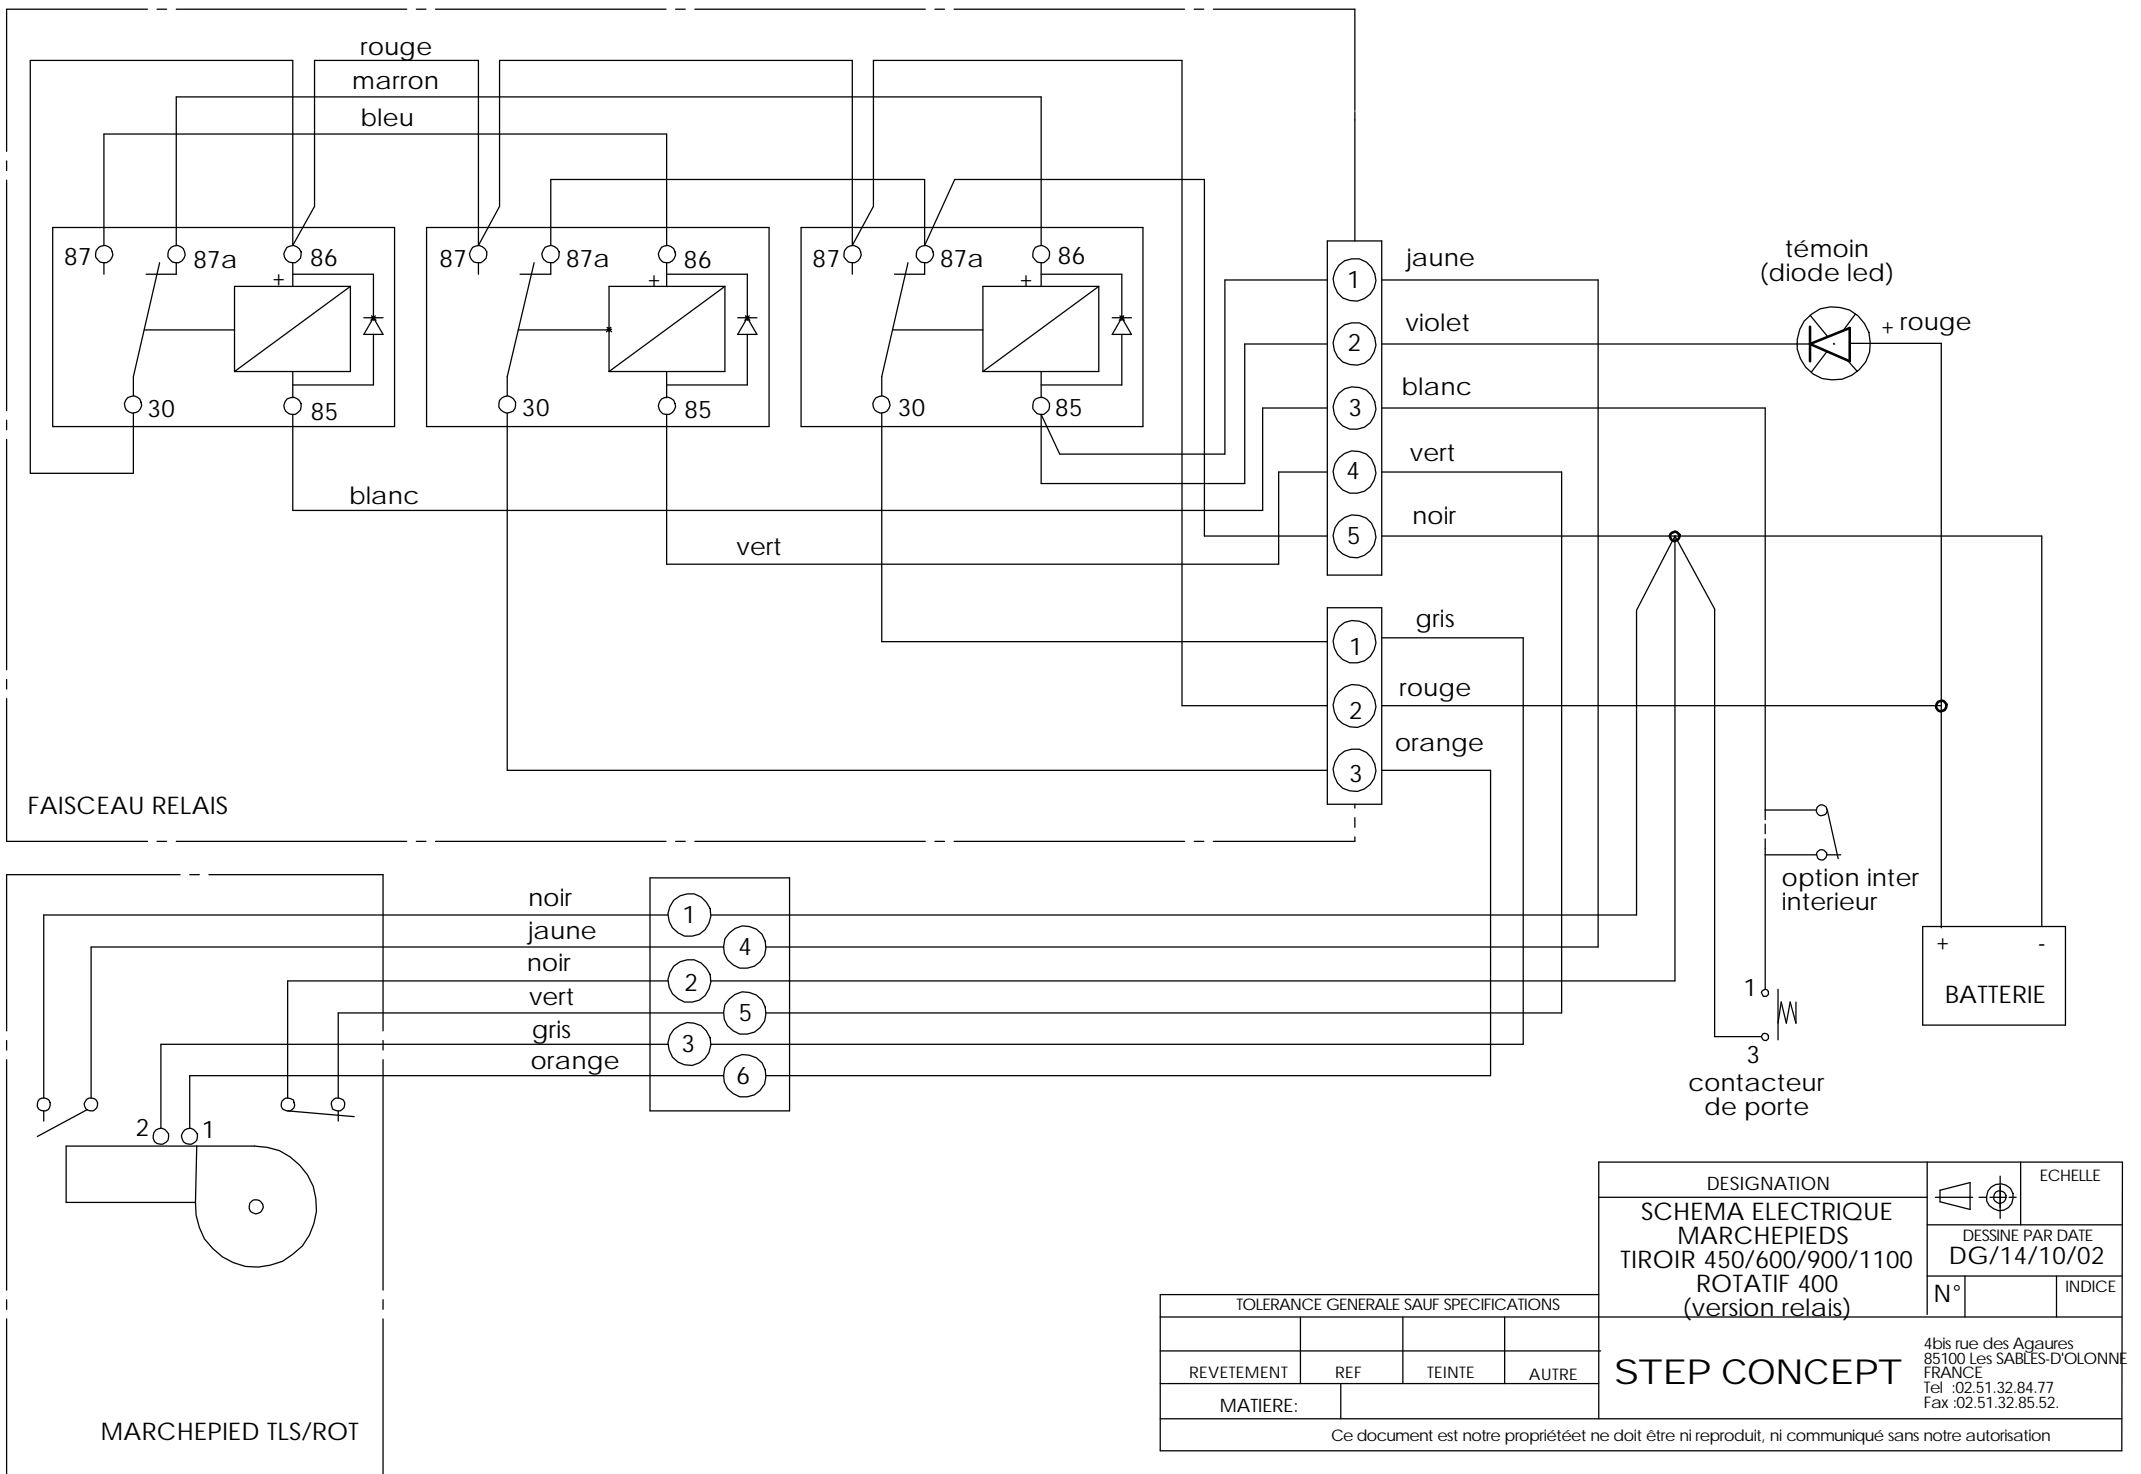 rouge
marron
bleu
87
87a
86
+
30
85
87
87a
86
+
30
85
87
87a
86
+
30
85
blanc
vert
FAISCEAU RELAIS
1
2
3
4
5
jaune
violet
blanc
vert
noir
témoin
(diode led)
+ rouge
1
2
3
gris
rouge
orange
option inter
interieur
+
-
BATTERIE
1
3
contacteur
de porte
noir
jaune
noir
vert
gris
orange
1
4
2
5
3
6
2
1
MARCHEPIED TLS/ROT
DESIGNATION
SCHEMA ELECTRIQUE
MARCHEPIEDS
TIROIR 450/600/900/1100
ROTATIF 400
(version relais)
ECHELLE
DESSINE PAR DATE
DG/14/10/02
N°
INDICE
TOLERANCE GENERALE SAUF SPECIFICATIONS
REVETEMENT
REF
TEINTE
AUTRE
MATIERE:
STEP CONCEPT
4bis rue des Agaures
85100 Les SABLES-D'OLONNE
FRANCE
Tel :02.51.32.84.77
Fax :02.51.32.85.52.
Ce document est notre propriétéet ne doit être ni reproduit, ni communiqué sans notre autorisation